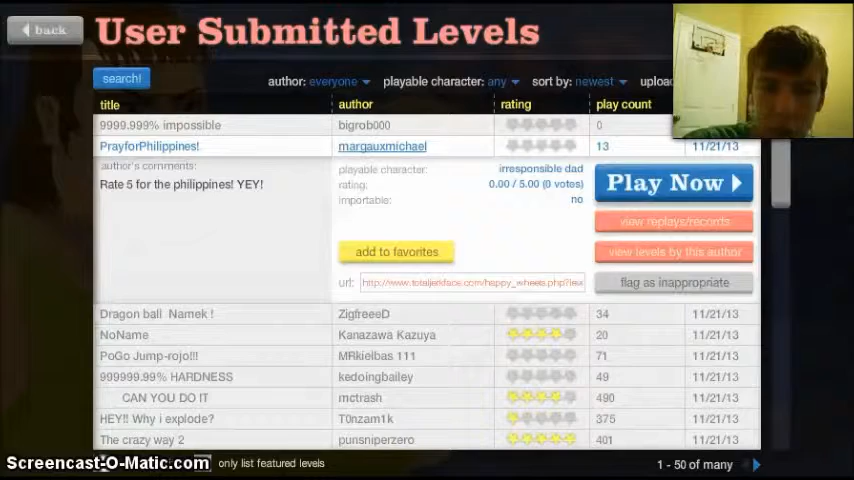 back
User Submitted Levels
search!
author: everyone playable character: any sort by: newest
title author rating play count
9999.999% impossible bigrob000 0
PrayforPhilippines! margauxmichael 13 11/21/13
author's comments:
Rate 5 for the philippines! YEY!
playable character: irresponsible dad
rating: 0.00 / 5.00 (0 votes)
importable: no
Play Now
view replays/records
add to favorites
view levels by this author
url: http://www.totaljerkface.com/happy_wheels.php?lev
flag as inappropriate
Dragon ball Namek ! ZigfreeeD 34 11/21/13
NoName Kanazawa Kazuya 20 11/21/13
PoGo Jump-rojo!!! MRkielbas 111 71 11/21/13
999999.99% HARDNESS kedoingbailey 49 11/21/13
CAN YOU DO IT mctrash 490 11/21/13
HEY!! Why i explode? T0nzam1k 375 11/21/13
The crazy way 2 punsniperzero 401 11/21/13
Screencast-O-Matic.com only list featured levels 1 - 50 of many